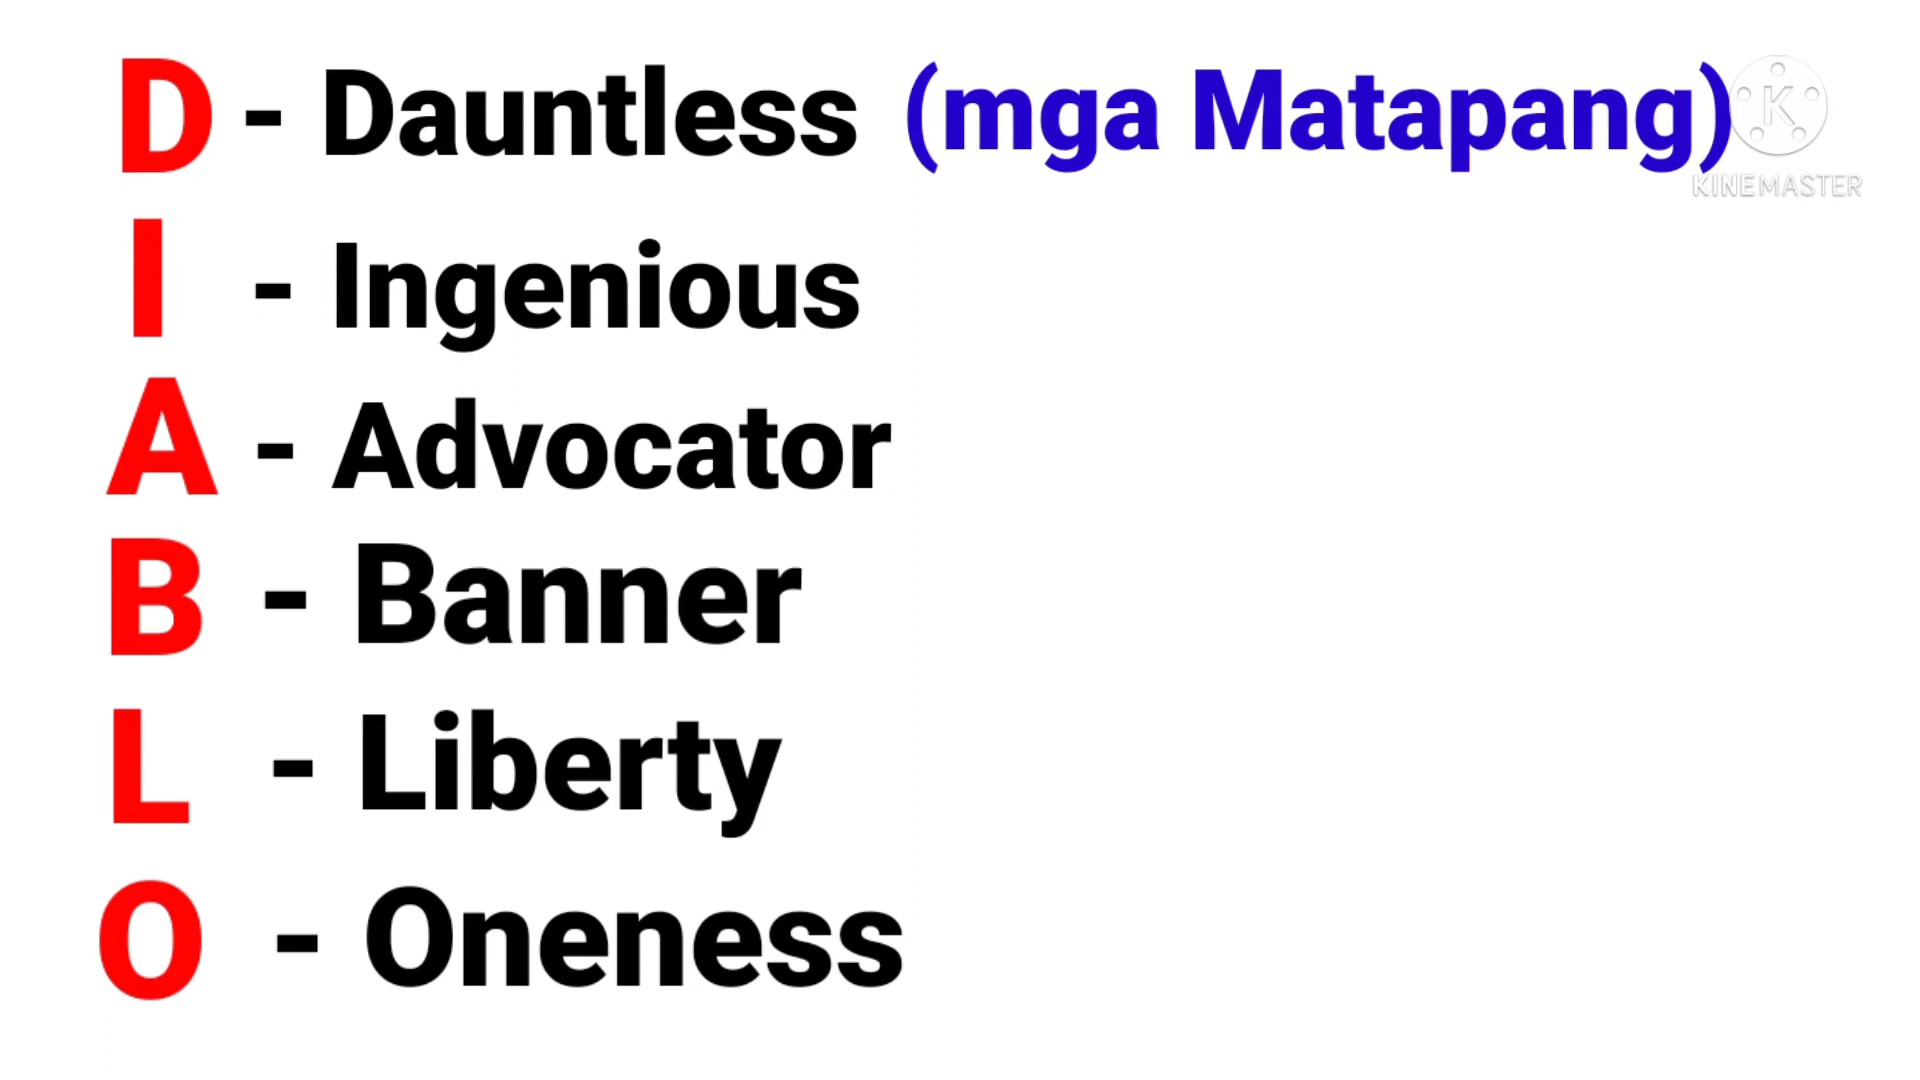 D - Dauntless (mga Matapang)
KINEMASTER
I - Ingenious
A - Advocator
B - Banner
L - Liberty
O - Oneness